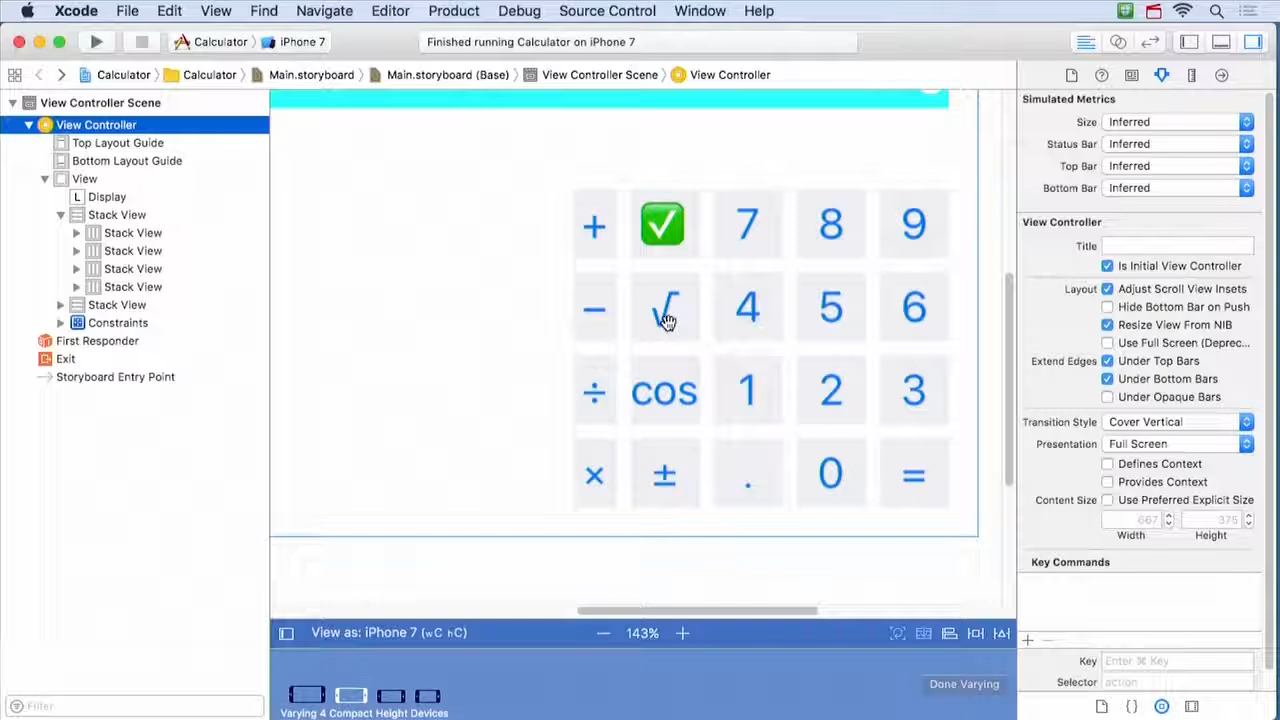 Xcode File Edit View Find Navigate Editor Product Debug Source Control Window Help
Calculator iPhone 7 Finished running Calculator on iPhone 7
Calculator Calculator Main.storyboard Main.storyboard (Base) View Controller Scene View Controller
View Controller Scene
View Controller
Top Layout Guide
Bottom Layout Guide
View
L Display
Stack View
Stack View
Stack View
Stack View
Stack View
Stack View
Constraints
First Responder
Exit
Storyboard Entry Point
Filter
+ ✅ 7 8 9
− √ 4 5 6
÷ cos 1 2 3
× ± . 0 =
View as: iPhone 7 (wC hC) — 143% +
Done Varying
Varying 4 Compact Height Devices
Simulated Metrics
Size Inferred
Status Bar Inferred
Top Bar Inferred
Bottom Bar Inferred
View Controller
Title
Is Initial View Controller
Layout Adjust Scroll View Insets
Hide Bottom Bar on Push
Resize View From NIB
Use Full Screen (Deprec...
Extend Edges Under Top Bars
Under Bottom Bars
Under Opaque Bars
Transition Style Cover Vertical
Presentation Full Screen
Defines Context
Provides Context
Content Size Use Preferred Explicit Size
667 375
Width Height
Key Commands
+ −
Key Enter ⌘ Key
Selector action
{ }